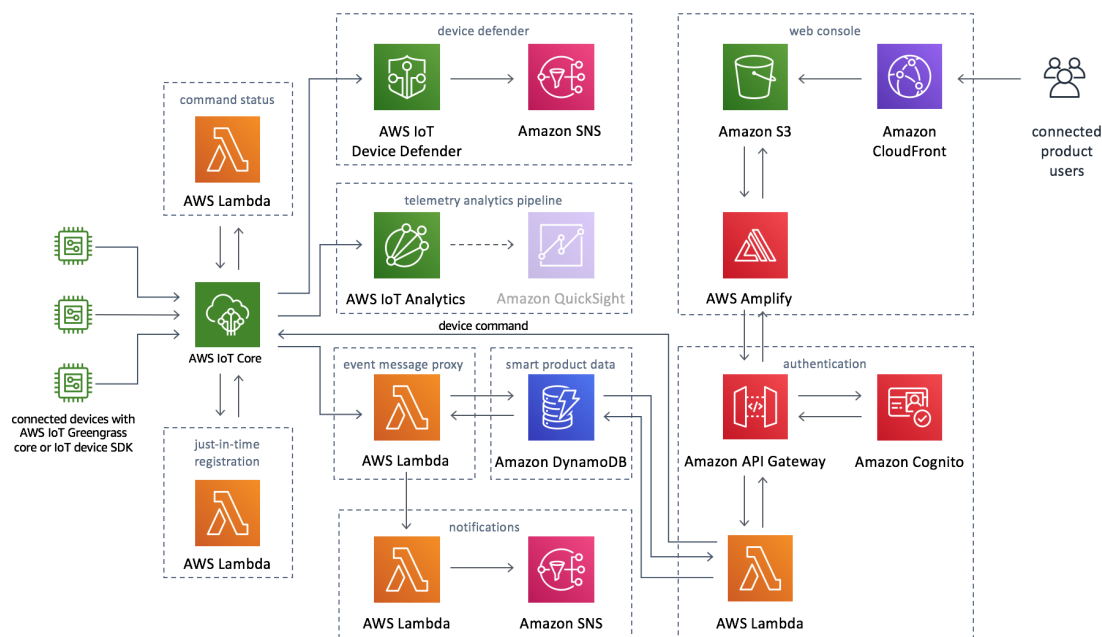 device defender
AWS IoT
Device Defender
Amazon SNS
web console
Amazon S3
Amazon
CloudFront
connected
product
users
command status
AWS Lambda
telemetry analytics pipeline
AWS IoT Analytics
Amazon QuickSight
AWS Amplify
AWS IoT Core
device command
connected devices with
AWS IoT Greengrass
core or IoT device SDK
event message proxy
AWS Lambda
smart product data
Amazon DynamoDB
authentication
Amazon API Gateway
Amazon Cognito
just-in-time
registration
AWS Lambda
notifications
AWS Lambda
Amazon SNS
AWS Lambda